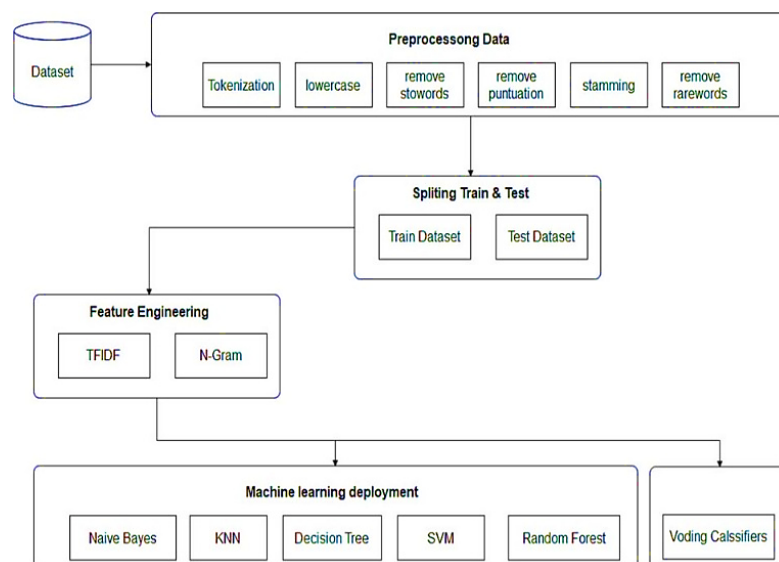 Dataset
Preprocessong Data
Tokenization
lowercase
remove
stowords
remove
puntuation
stamming
remove
rarewords
Spliting Train & Test
Train Dataset
Test Dataset
Feature Engineering
TFIDF
N-Gram
Machine learning deployment
Naive Bayes
KNN
Decision Tree
SVM
Random Forest
Voding Calssifiers